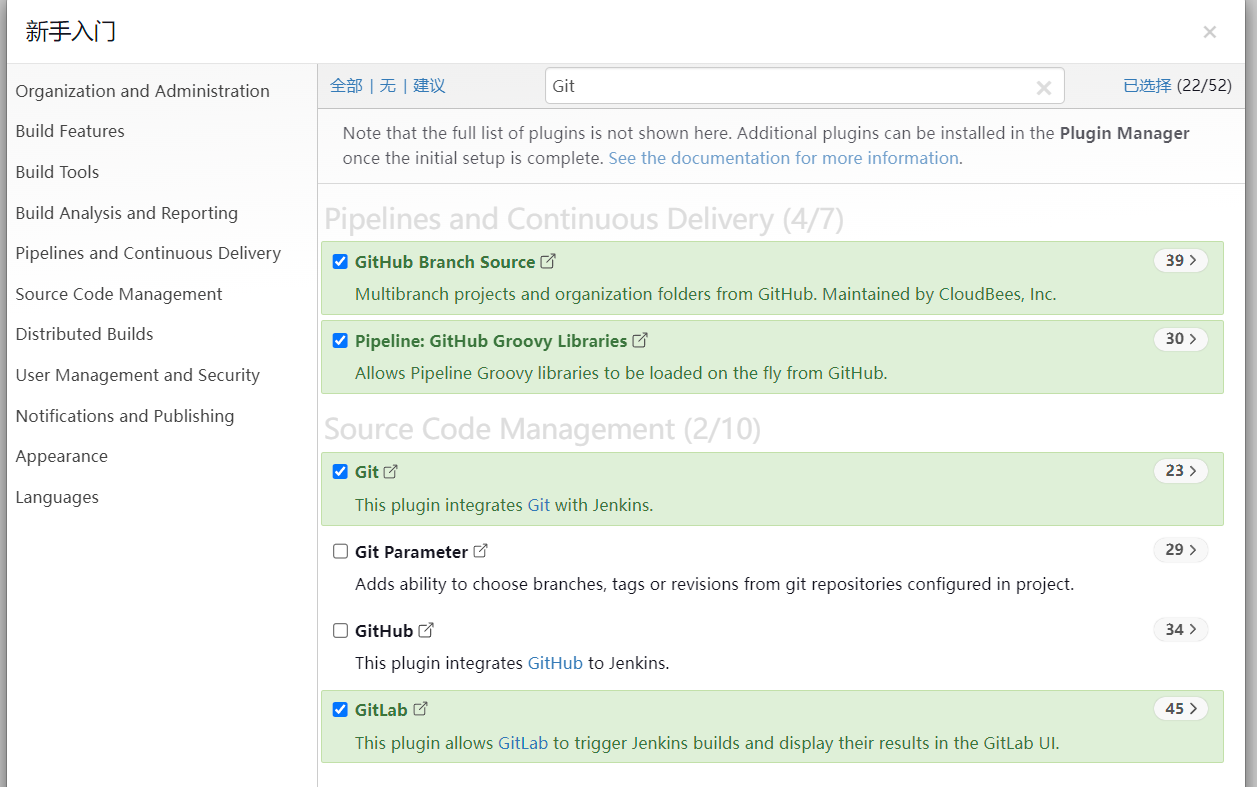 新手入门
×
Organization and Administration
Build Features
Build Tools
Build Analysis and Reporting
Pipelines and Continuous Delivery
Source Code Management
Distributed Builds
User Management and Security
Notifications and Publishing
Appearance
Languages
全部 | 无 | 建议
Git
已选择 (22/52)
Note that the full list of plugins is not shown here. Additional plugins can be installed in the Plugin Manager
once the initial setup is complete. See the documentation for more information.
Pipelines and Continuous Delivery (4/7)
GitHub Branch Source
39 >
Multibranch projects and organization folders from GitHub. Maintained by CloudBees, Inc.
Pipeline: GitHub Groovy Libraries
30 >
Allows Pipeline Groovy libraries to be loaded on the fly from GitHub.
Source Code Management (2/10)
Git
23 >
This plugin integrates Git with Jenkins.
Git Parameter
29 >
Adds ability to choose branches, tags or revisions from git repositories configured in project.
GitHub
34 >
This plugin integrates GitHub to Jenkins.
GitLab
45 >
This plugin allows GitLab to trigger Jenkins builds and display their results in the GitLab UI.